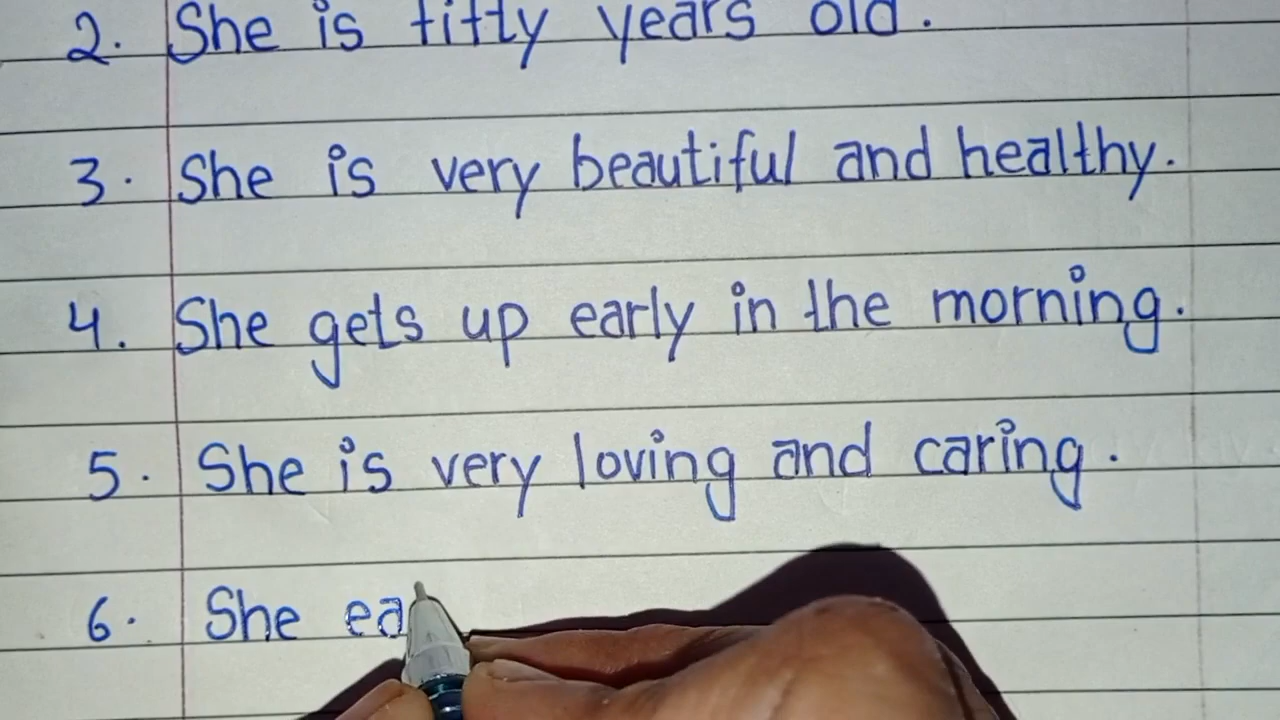 2. She is fifty years old.
3. She is very beautiful and healthy.
4. She gets up early in the morning.
5. She is very loving and caring.
6. She ea